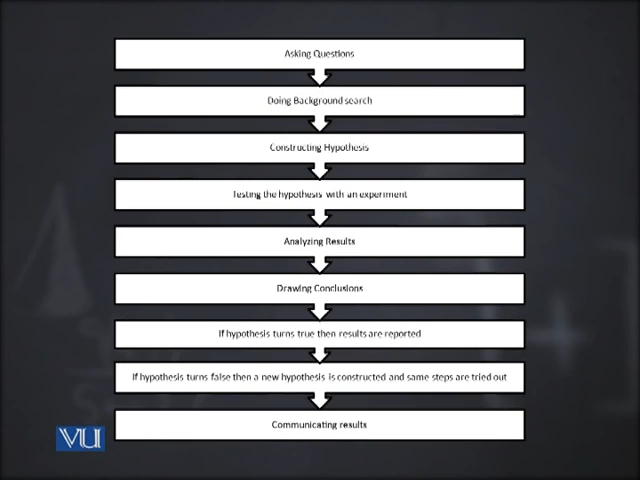 Asking Questions
Doing Background search
Constructing Hypothesis
Testing the hypothesis with an experiment
Analyzing Results
Drawing Conclusions
If hypothesis turns true then results are reported
If hypothesis turns false then a new hypothesis is constructed and same steps are tried out
Communicating results
VU